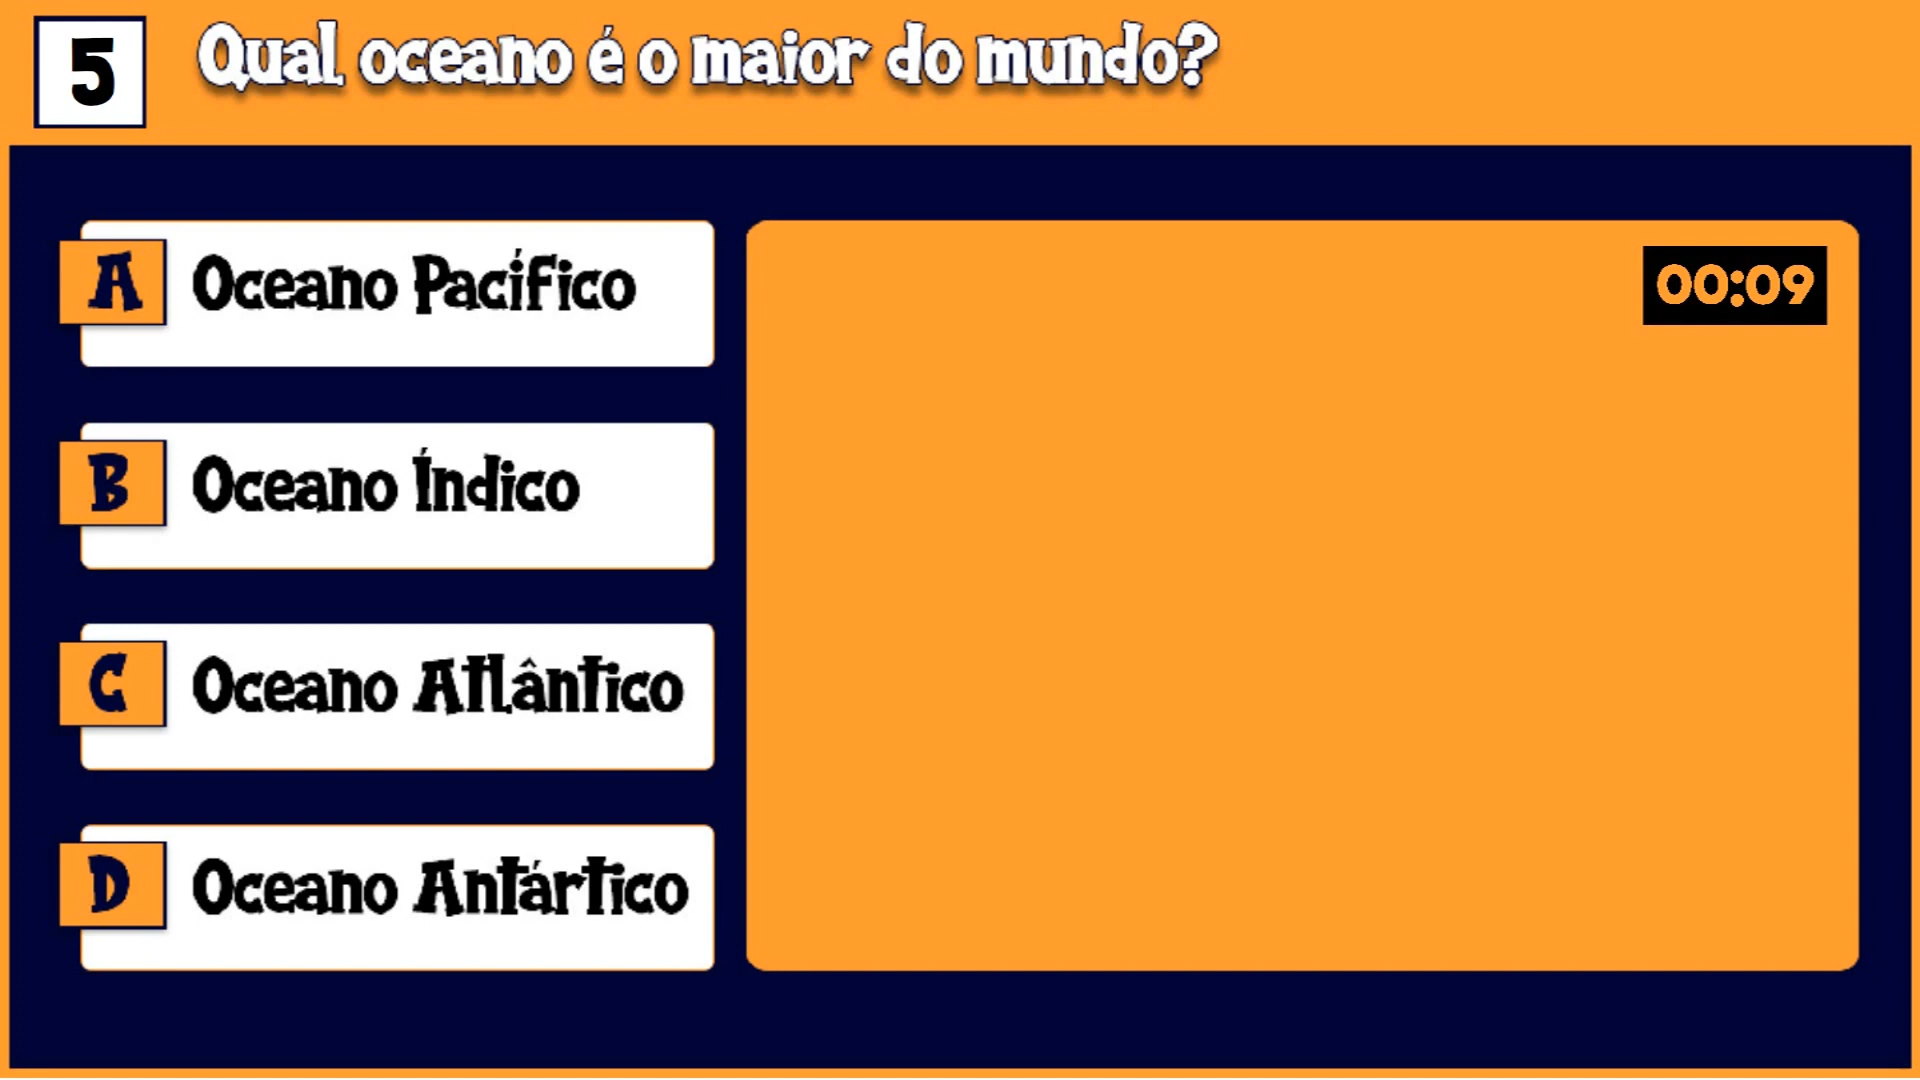 5
Qual oceano é o maior do mundo?
A
Oceano Pacífico
00:09
B
Oceano Índico
C
Oceano Atlântico
D
Oceano Antártico